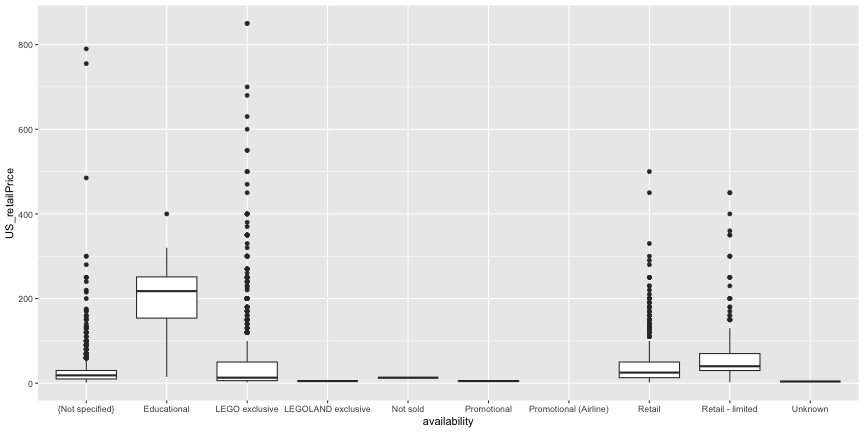 800
600
400
200
0
US_retailPrice
{Not specified}
Educational
LEGO exclusive
LEGOLAND exclusive
Not sold
Promotional
Promotional (Airline)
Retail
Retail - limited
Unknown
availability